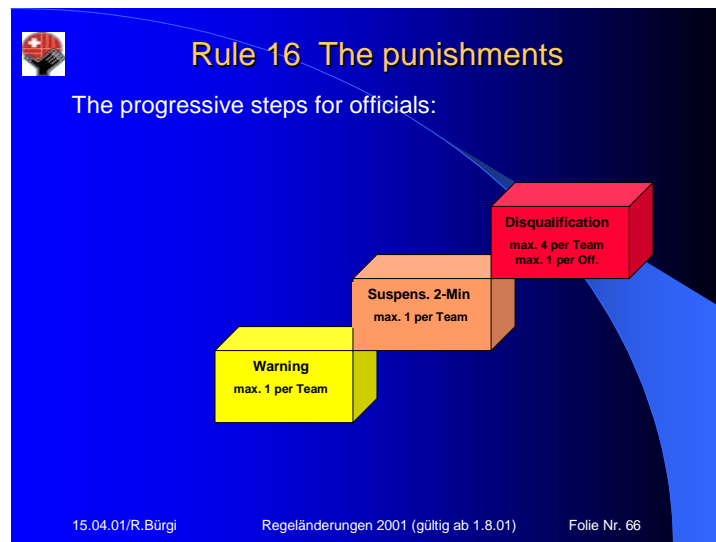 Rule 16 The punishments
The progressive steps for officials:
Disqualification
max. 4 per Team
max. 1 per Off.
Suspens. 2-Min
max. 1 per Team
Warning
max. 1 per Team
15.04.01/R.Bürgi Regeländerungen 2001 (gültig ab 1.8.01) Folie Nr. 66